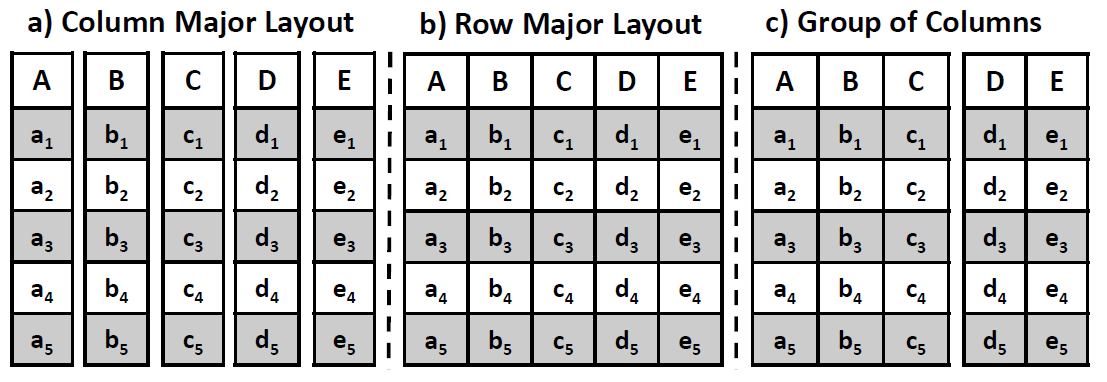 a) Column Major Layout b) Row Major Layout c) Group of Columns
A B C D E A B C D E A B C D E
a₁ b₁ c₁ d₁ e₁ a₁ b₁ c₁ d₁ e₁ a₁ b₁ c₁ d₁ e₁
a₂ b₂ c₂ d₂ e₂ a₂ b₂ c₂ d₂ e₂ a₂ b₂ c₂ d₂ e₂
a₃ b₃ c₃ d₃ e₃ a₃ b₃ c₃ d₃ e₃ a₃ b₃ c₃ d₃ e₃
a₄ b₄ c₄ d₄ e₄ a₄ b₄ c₄ d₄ e₄ a₄ b₄ c₄ d₄ e₄
a₅ b₅ c₅ d₅ e₅ a₅ b₅ c₅ d₅ e₅ a₅ b₅ c₅ d₅ e₅